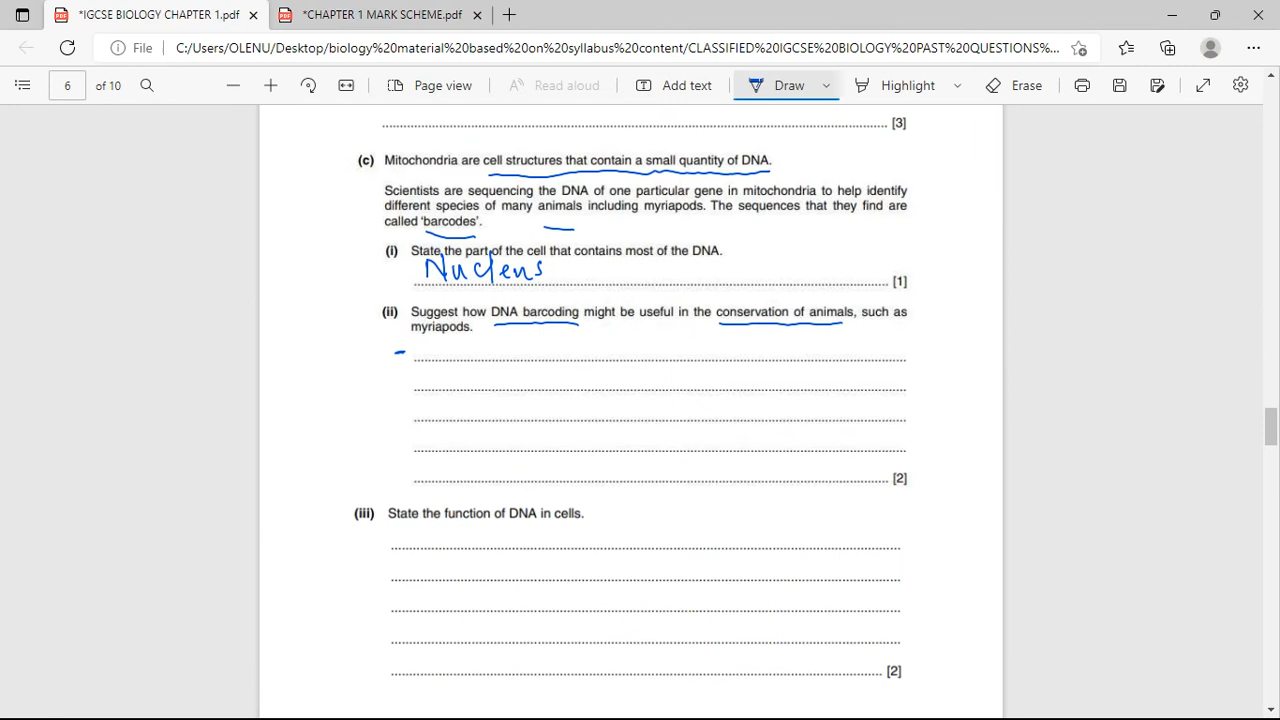 *IGCSE BIOLOGY CHAPTER 1.pdf
*CHAPTER 1 MARK SCHEME.pdf
File
C:/Users/OLENU/Desktop/biology%20material%20based%20on%20syllabus%20content/CLASSIFIED%20IGCSE%20BIOLOGY%20PAST%20QUESTIONS%...
6 of 10
Page view
Read aloud
Add text
Draw
Highlight
Erase
[3]
(c) Mitochondria are cell structures that contain a small quantity of DNA.
Scientists are sequencing the DNA of one particular gene in mitochondria to help identify
different species of many animals including myriapods. The sequences that they find are
called 'barcodes'.
(i) State the part of the cell that contains most of the DNA.
Nucleus
[1]
(ii) Suggest how DNA barcoding might be useful in the conservation of animals, such as
myriapods.
[2]
(iii) State the function of DNA in cells.
[2]